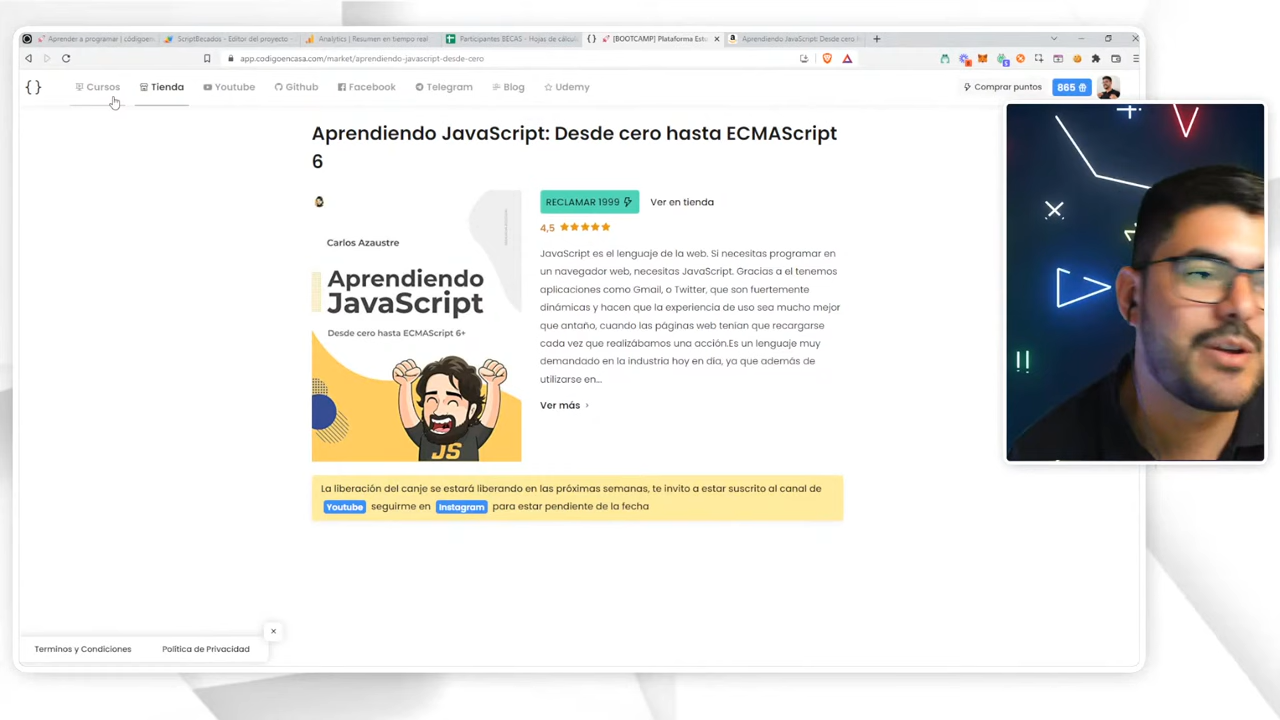 Aprender a programar | códigoen
ScriptBecados - Editor del proyecto -
Analytics | Resumen en tiempo real
Participantes BECAS - Hojas de cálcu
{ } [BOOTCAMP] Plataforma Est
Aprendiendo JavaScript: Desde cero
app.codigoencasa.com/market/aprendiendo-javascript-desde-cero
{ } Cursos Tienda Youtube Github Facebook Telegram Blog Udemy Comprar puntos 865
Aprendiendo JavaScript: Desde cero hasta ECMAScript
6
Carlos Azaustre
Aprendiendo
JavaScript
Desde cero hasta ECMAScript 6+
JS
RECLAMAR 1999 Ver en tienda
4,5
JavaScript es el lenguaje de la web. Si necesitas programar en
un navegador web, necesitas JavaScript. Gracias a el tenemos
aplicaciones como Gmail, o Twitter, que son fuertemente
dinámicas y hacen que la experiencia de uso sea mucho mejor
que antaño, cuando las páginas web tenían que recargarse
cada vez que realizábamos una acción.Es un lenguaje muy
demandado en la industria hoy en día, ya que además de
utilizarse en...
Ver más ›
La liberación del canje se estará liberando en las próximas semanas, te invito a estar suscrito al canal de
Youtube seguirme en Instagram para estar pendiente de la fecha
Terminos y Condiciones Política de Privacidad